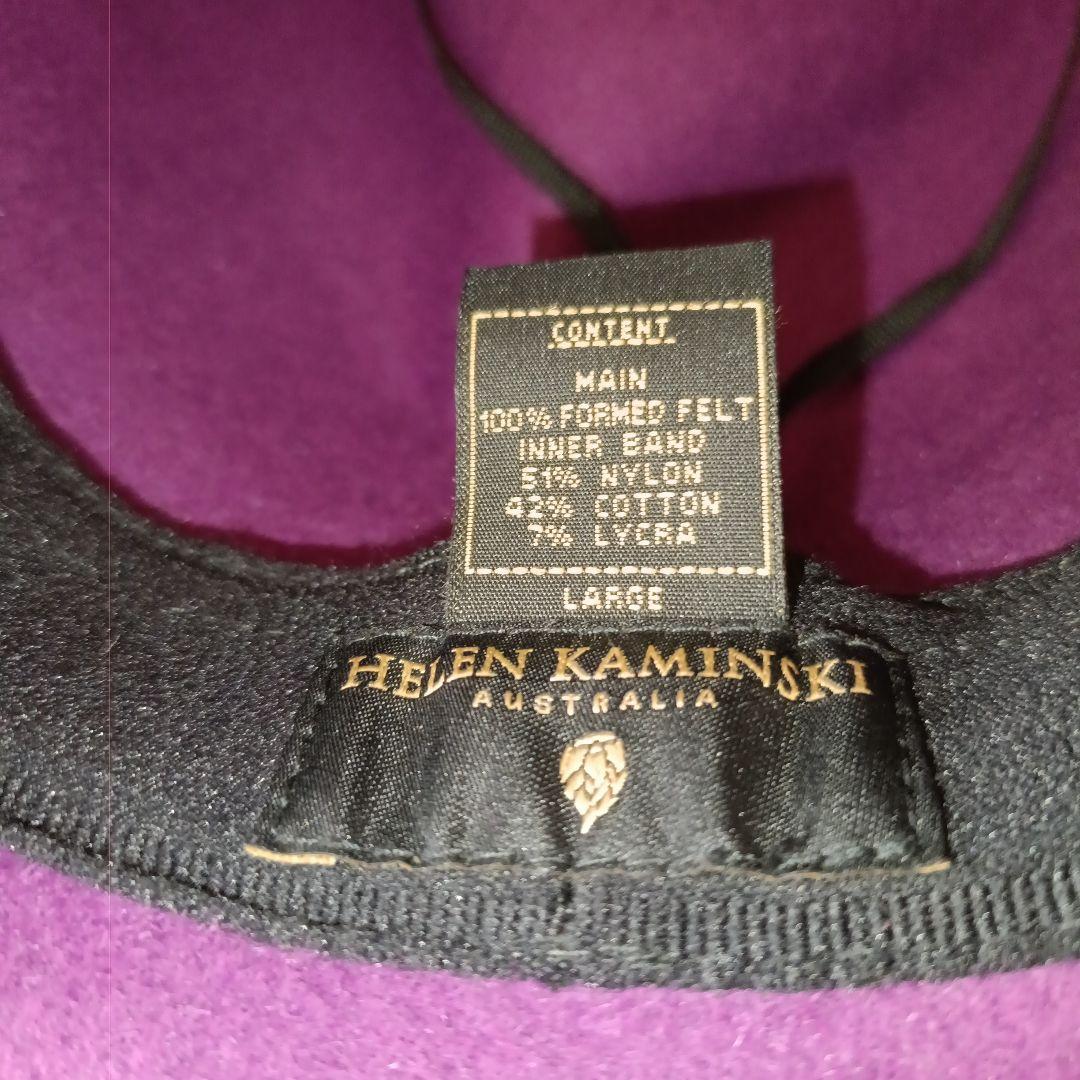 CONTENT
MAIN
100% FORMED FELT
INNER BAND
51% NYLON
42% COTTON
7% LYCRA
LARGE
HELEN KAMINSKI
AUSTRALIA